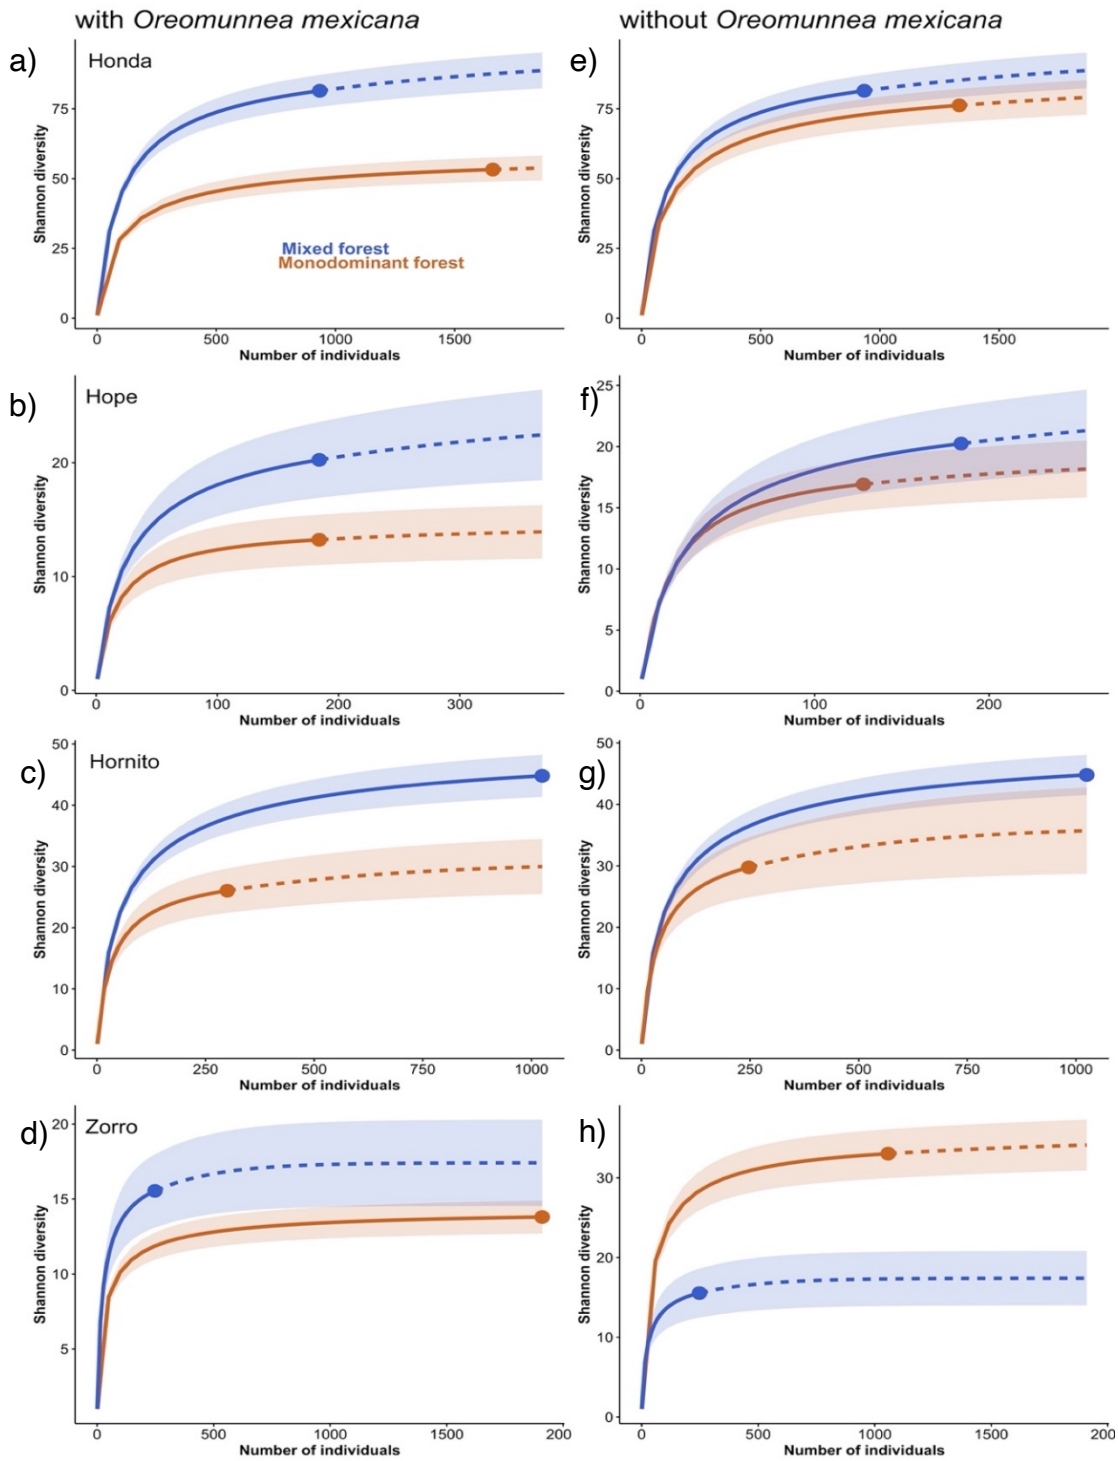 with Oreomunnea mexicana
without Oreomunnea mexicana
a)
Honda
75
50
25
0
Shannon diversity
Mixed forest
Monodominant forest
0 500 1000 1500
Number of individuals
e)
75
50
25
0
Shannon diversity
0 500 1000 1500
Number of individuals
b)
Hope
20
10
0
Shannon diversity
0 100 200 300
Number of individuals
f)
25
20
15
10
5
0
Shannon diversity
0 100 200
Number of individuals
c)
Hornito
50
40
30
20
10
0
Shannon diversity
0 250 500 750 1000
Number of individuals
g)
50
40
30
20
10
0
Shannon diversity
0 250 500 750 1000
Number of individuals
d)
Zorro
20
15
10
5
Shannon diversity
0 500 1000 1500 200
Number of individuals
h)
30
20
10
0
Shannon diversity
0 500 1000 1500 200
Number of individuals